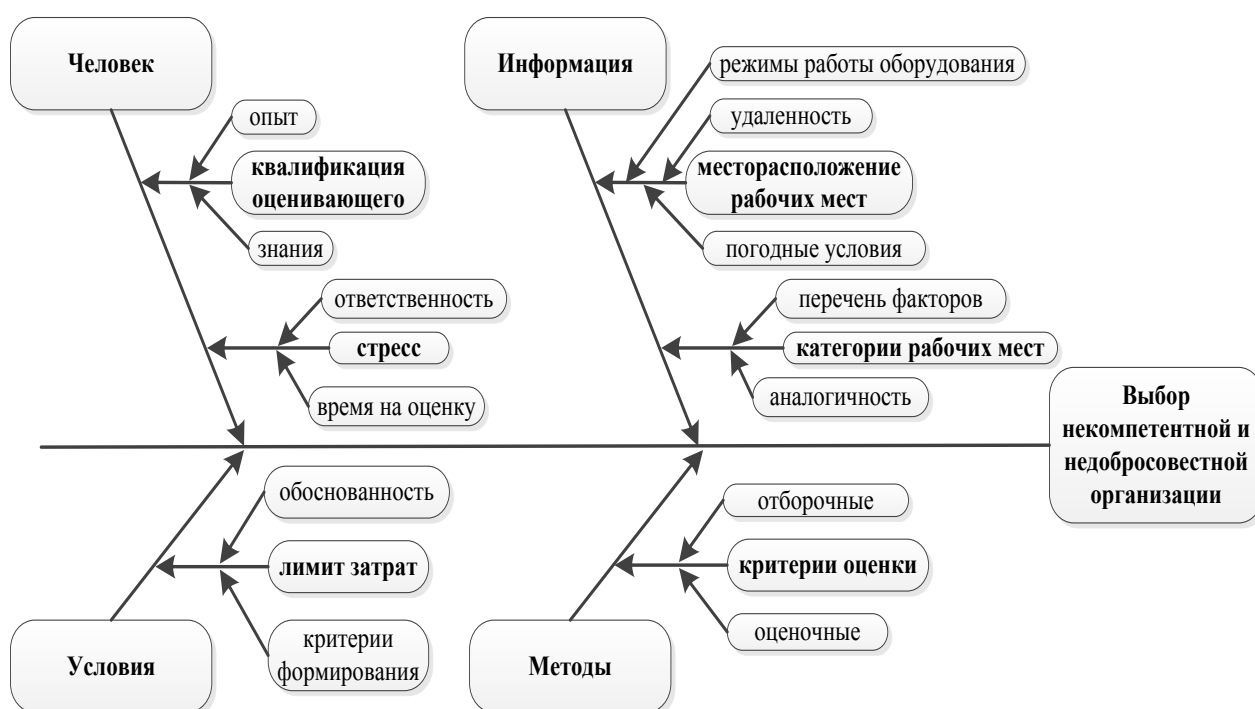 Человек
опыт
квалификация
оценивающего
знания
ответственность
стресс
время на оценку
Информация
режимы работы оборудования
удаленность
месторасположение
рабочих мест
погодные условия
перечень факторов
категории рабочих мест
аналогичность
Выбор
некомпетентной и
недобросовестной
организации
обоснованность
лимит затрат
критерии
формирования
Условия
отборочные
критерии оценки
оценочные
Методы